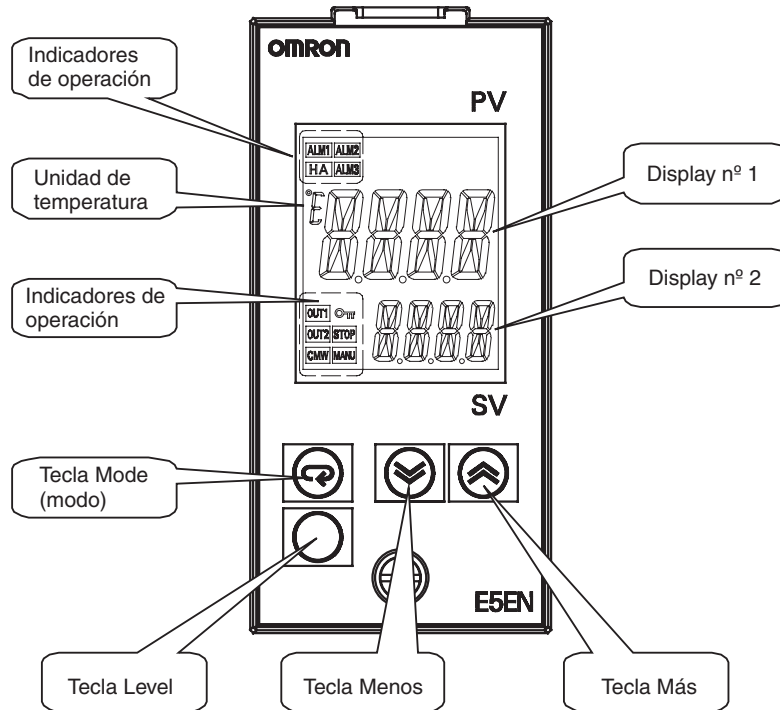 Indicadores
de operación
OMRON
PV
ALM1 ALM2
HA ALM3
Unidad de
temperatura
Display nº 1
Indicadores de
operación
OUT1
OUT2 STOP
CMW MANU
Display nº 2
SV
Tecla Mode
(modo)
E5EN
Tecla Level
Tecla Menos
Tecla Más